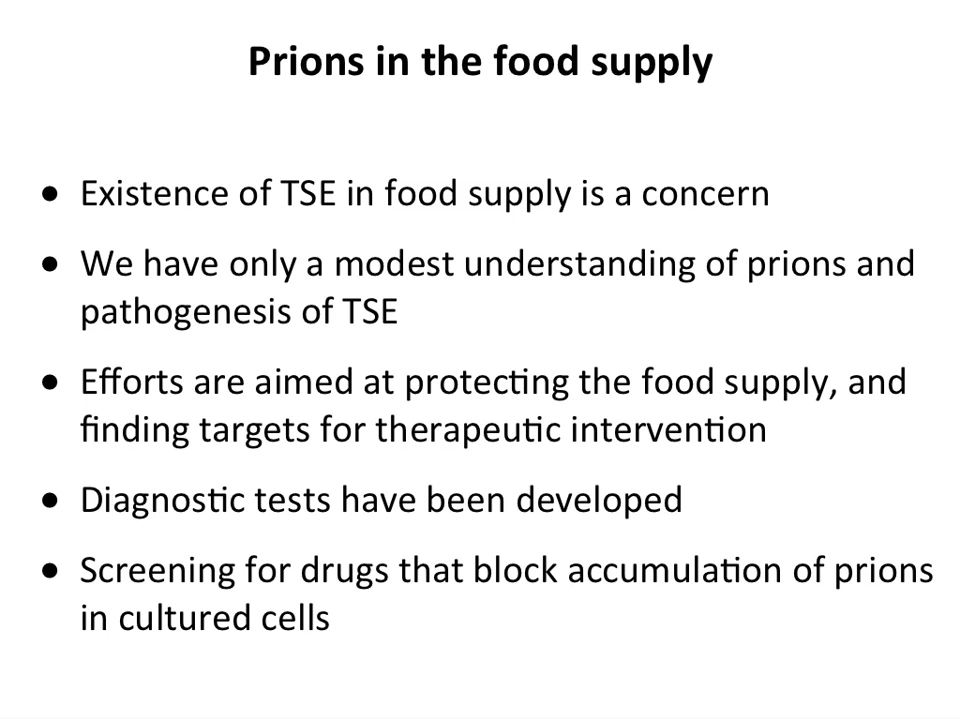 Prions in the food supply
• Existence of TSE in food supply is a concern
• We have only a modest understanding of prions and
pathogenesis of TSE
• Efforts are aimed at protecting the food supply, and
finding targets for therapeutic intervention
• Diagnostic tests have been developed
• Screening for drugs that block accumulation of prions
in cultured cells